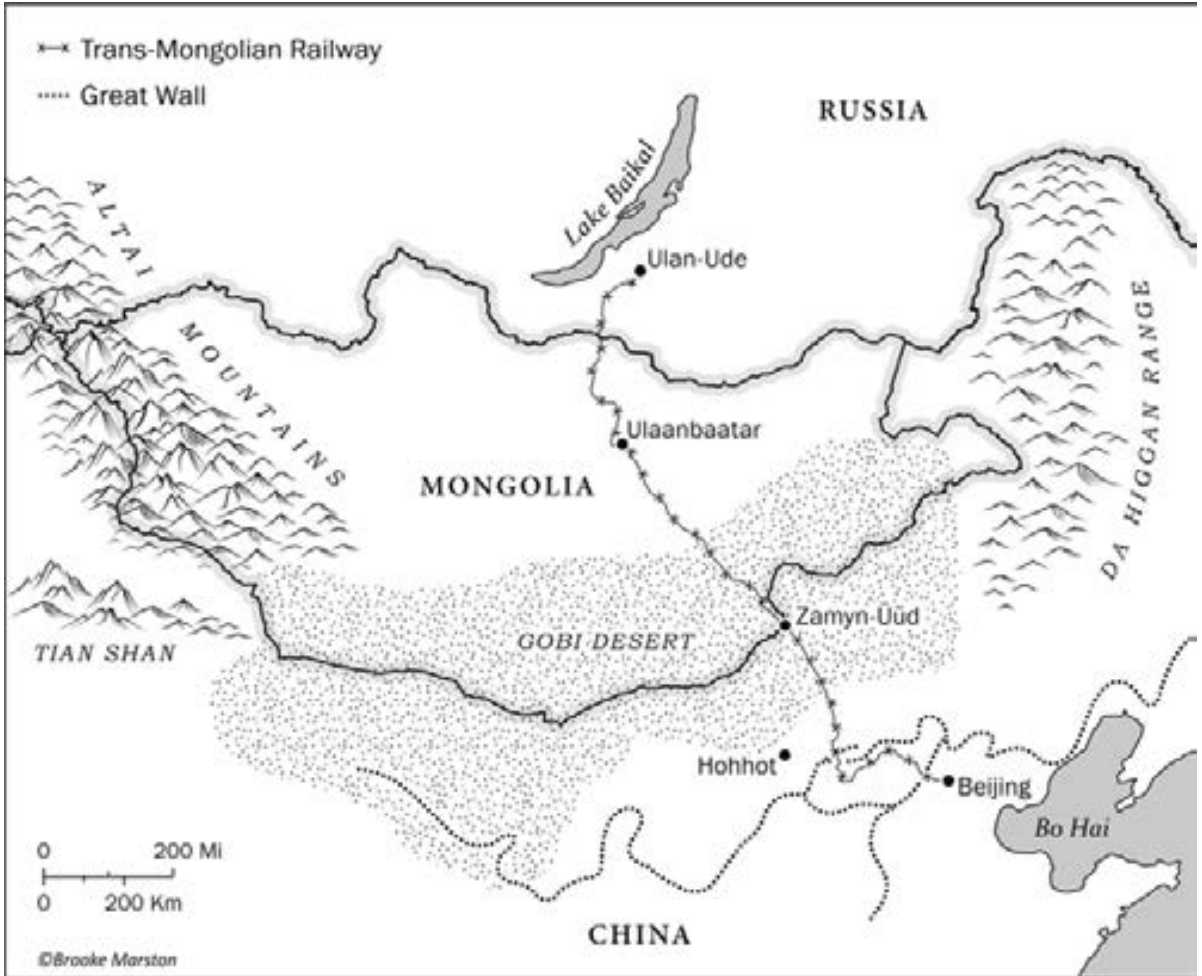 Trans-Mongolian Railway
Great Wall
RUSSIA
Lake Baikal
ALTAI
MOUNTAINS
Ulan-Ude
DA HIGGAN RANGE
Ulaanbaatar
MONGOLIA
Zamyn-Uüd
GOBI DESERT
TIAN SHAN
Hohhot
Beijing
Bo Hai
0 200 Mi
0 200 Km
CHINA
©Brooke Marston